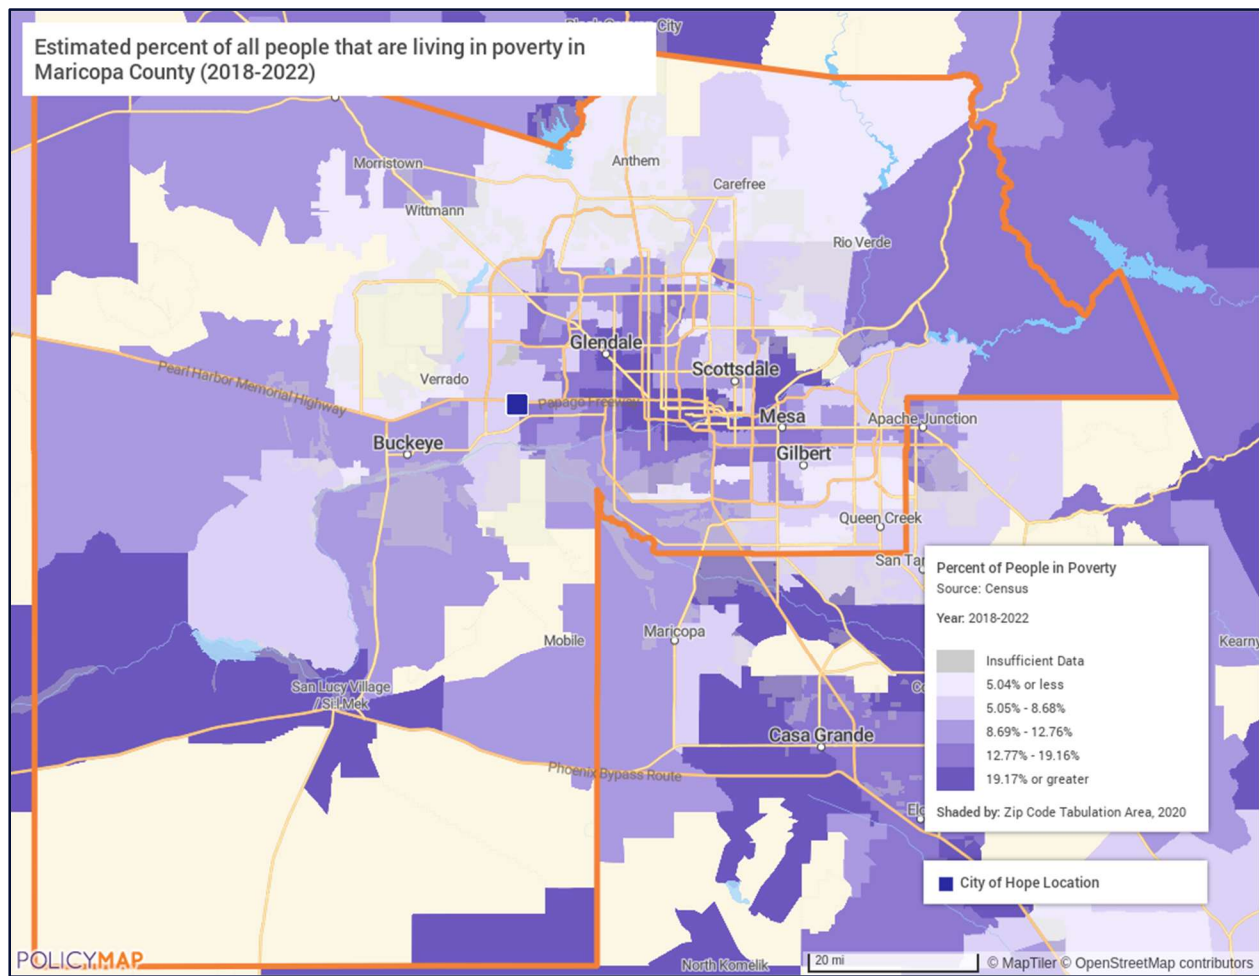 Estimated percent of all people that are living in poverty in
Maricopa County (2018-2022)
Morristown
Anthem
Carefree
Wittmann
Rio Verde
Glendale
Scottsdale
Pearl Harbor Memorial Highway
Verrado
Papago Freeway
Mesa
Apache Junction
Buckeye
Gilbert
Queen Creek
San Tan
Mobile
Maricopa
Kearny
San Lucy Village
/ Sil Mek
Casa Grande
Phoenix Bypass Route
North Komelik
Percent of People in Poverty
Source: Census
Year: 2018-2022
Insufficient Data
5.04% or less
5.05% - 8.68%
8.69% - 12.76%
12.77% - 19.16%
19.17% or greater
Shaded by: Zip Code Tabulation Area, 2020
City of Hope Location
POLICYMAP
20 mi
© MapTiler © OpenStreetMap contributors